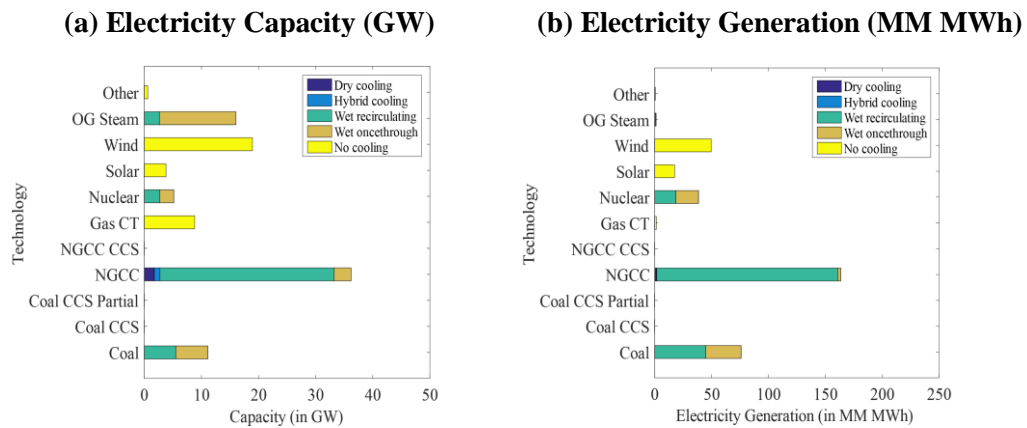 (a) Electricity Capacity (GW)
Technology
Other
OG Steam
Wind
Solar
Nuclear
Gas CT
NGCC CCS
NGCC
Coal CCS Partial
Coal CCS
Coal
Dry cooling
Hybrid cooling
Wet recirculating
Wet oncethrough
No cooling
0 10 20 30 40 50
Capacity (in GW)
(b) Electricity Generation (MM MWh)
Technology
Other
OG Steam
Wind
Solar
Nuclear
Gas CT
NGCC CCS
NGCC
Coal CCS Partial
Coal CCS
Coal
Dry cooling
Hybrid cooling
Wet recirculating
Wet oncethrough
No cooling
0 50 100 150 200 250
Electricity Generation (in MM MWh)